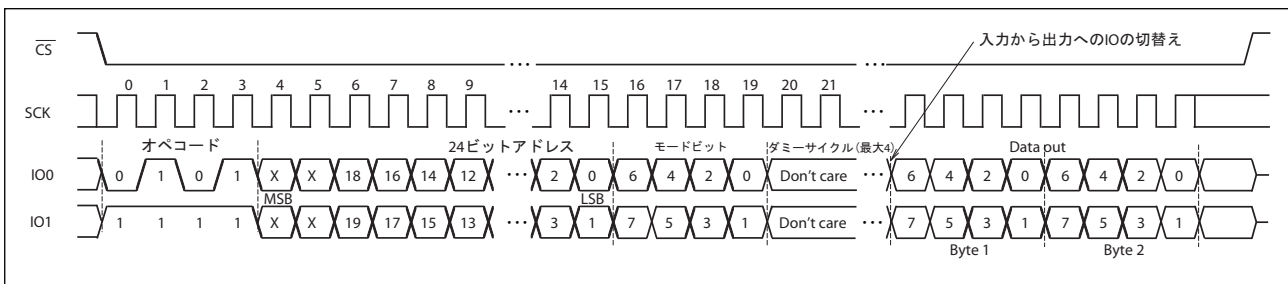 CS
入力から出力へのIOの切替え
0 1 2 3 4 5 6 7 8 9 ... 14 15 16 17 18 19 20 21 ...
SCK
オペコード 24ビットアドレス モードビット ダミーサイクル(最大4) Data out
IO0 0 1 0 1 X X 18 16 14 12 ... 2 0 6 4 2 0 Don't care ... 6 4 2 0 6 4 2 0
MSB LSB
IO1 1 1 1 1 X X 19 17 15 13 ... 3 1 7 5 3 1 Don't care ... 7 5 3 1 7 5 3 1
Byte 1 Byte 2